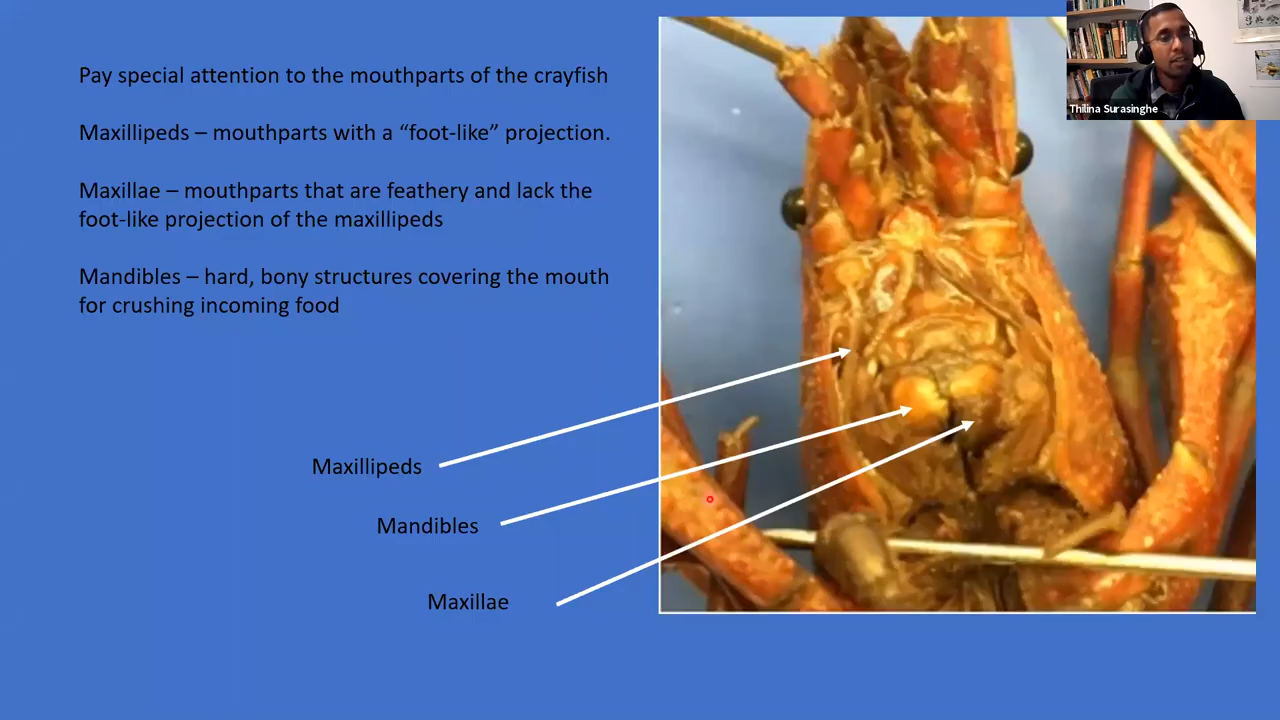 Pay special attention to the mouthparts of the crayfish
Maxillipeds – mouthparts with a “foot-like” projection.
Maxillae – mouthparts that are feathery and lack the
foot-like projection of the maxillipeds
Mandibles – hard, bony structures covering the mouth
for crushing incoming food
Maxillipeds
Mandibles
Maxillae
Thilina Surasinghe